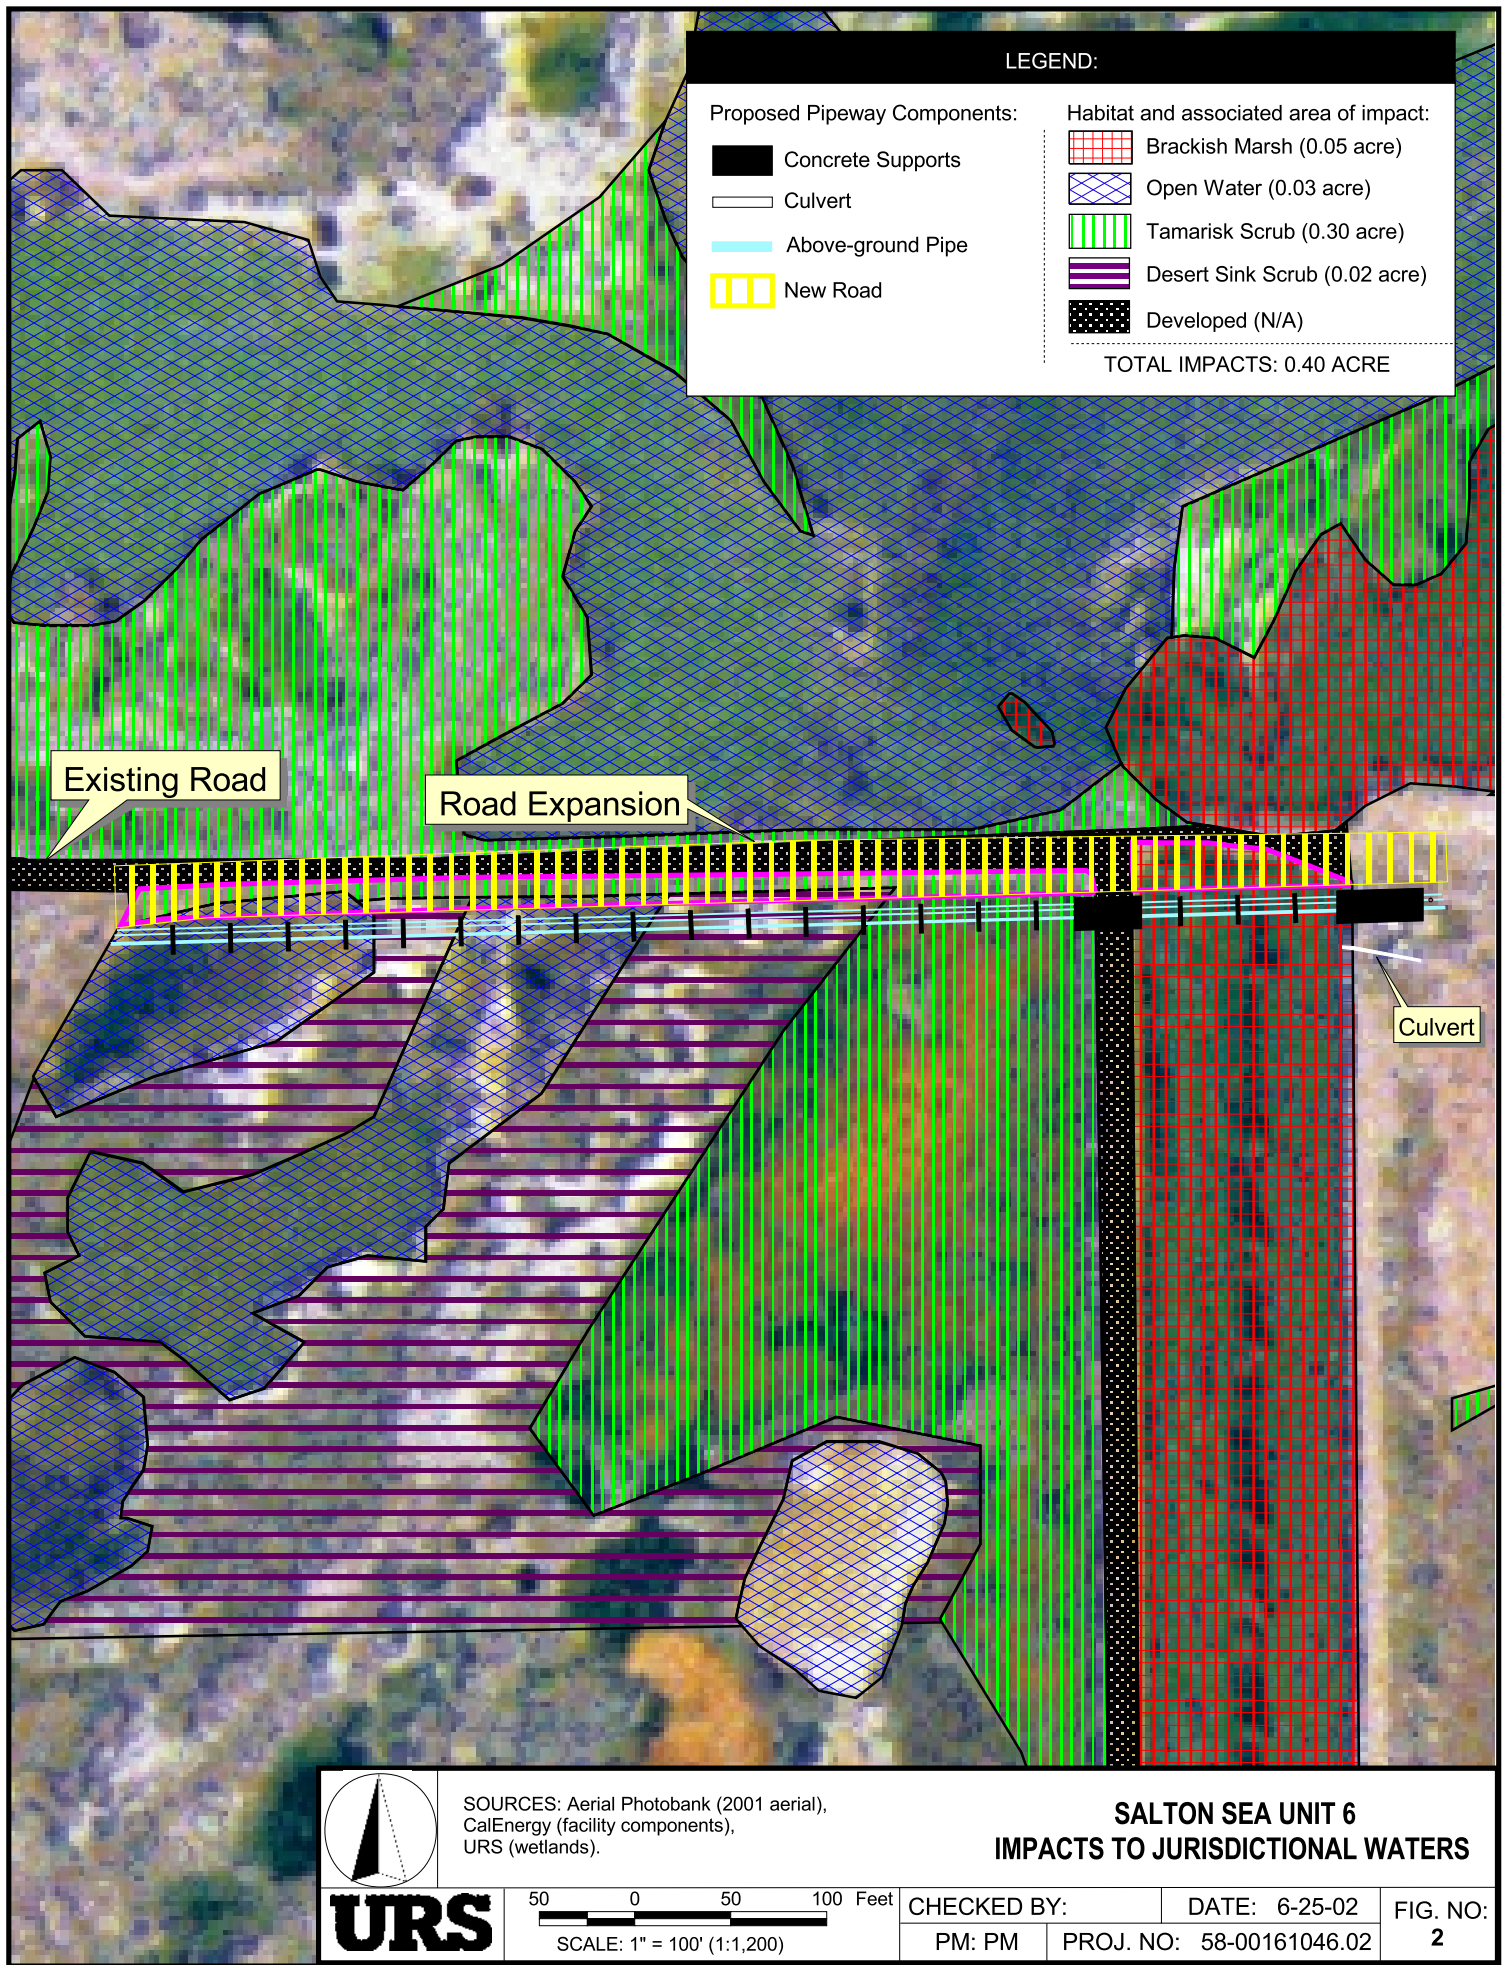 LEGEND:
Proposed Pipeway Components:
Concrete Supports
Culvert
Above-ground Pipe
New Road
Habitat and associated area of impact:
Brackish Marsh (0.05 acre)
Open Water (0.03 acre)
Tamarisk Scrub (0.30 acre)
Desert Sink Scrub (0.02 acre)
Developed (N/A)
TOTAL IMPACTS: 0.40 ACRE
Existing Road
Road Expansion
Culvert
SOURCES: Aerial Photobank (2001 aerial),
CalEnergy (facility components),
URS (wetlands).
SALTON SEA UNIT 6
IMPACTS TO JURISDICTIONAL WATERS
URS
50 0 50 100 Feet
SCALE: 1" = 100' (1:1,200)
CHECKED BY:
DATE: 6-25-02
PM: PM
PROJ. NO: 58-00161046.02
FIG. NO:
2